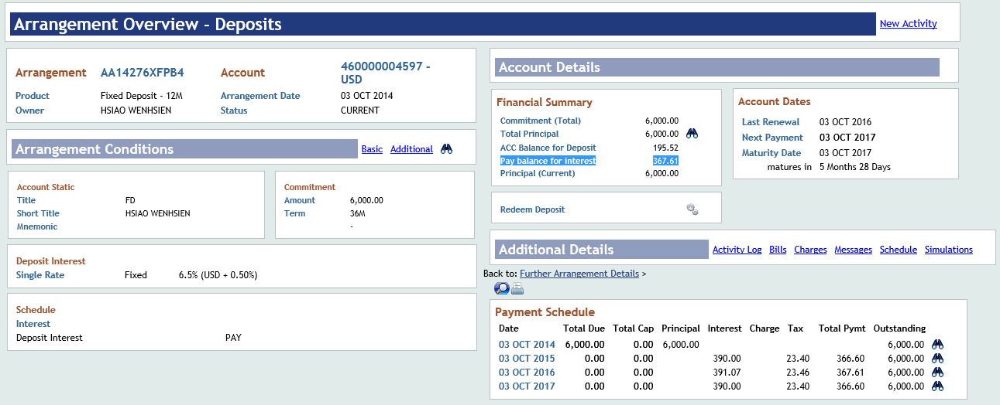 Arrangement Overview - Deposits
New Activity
Arrangement AA14276XFPB4 Account 460000004597 - USD
Product Fixed Deposit - 12M Arrangement Date 03 OCT 2014
Owner HSIAO WENHSIEN Status CURRENT
Arrangement Conditions Basic Additional
Account Static
Title FD
Short Title HSIAO WENHSIEN
Mnemonic
Commitment
Amount 6,000.00
Term 36M
-
Deposit Interest
Single Rate Fixed 6.5% (USD + 0.50%)
Schedule
Interest
Deposit Interest PAY
Account Details
Financial Summary
Commitment (Total) 6,000.00
Total Principal 6,000.00
ACC Balance for Deposit 195.52
Pay balance for interest 367.61
Principal (Current) 6,000.00
Account Dates
Last Renewal 03 OCT 2016
Next Payment 03 OCT 2017
Maturity Date 03 OCT 2017
matures in 5 Months 28 Days
Redeem Deposit
Additional Details Activity Log Bills Charges Messages Schedule Simulations
Back to: Further Arrangement Details >
Payment Schedule
Date Total Due Total Cap Principal Interest Charge Tax Total Pymt Outstanding
03 OCT 2014 6,000.00 0.00 6,000.00 6,000.00
03 OCT 2015 0.00 0.00 390.00 23.40 366.60 6,000.00
03 OCT 2016 0.00 0.00 391.07 23.46 367.61 6,000.00
03 OCT 2017 0.00 0.00 390.00 23.40 366.60 6,000.00